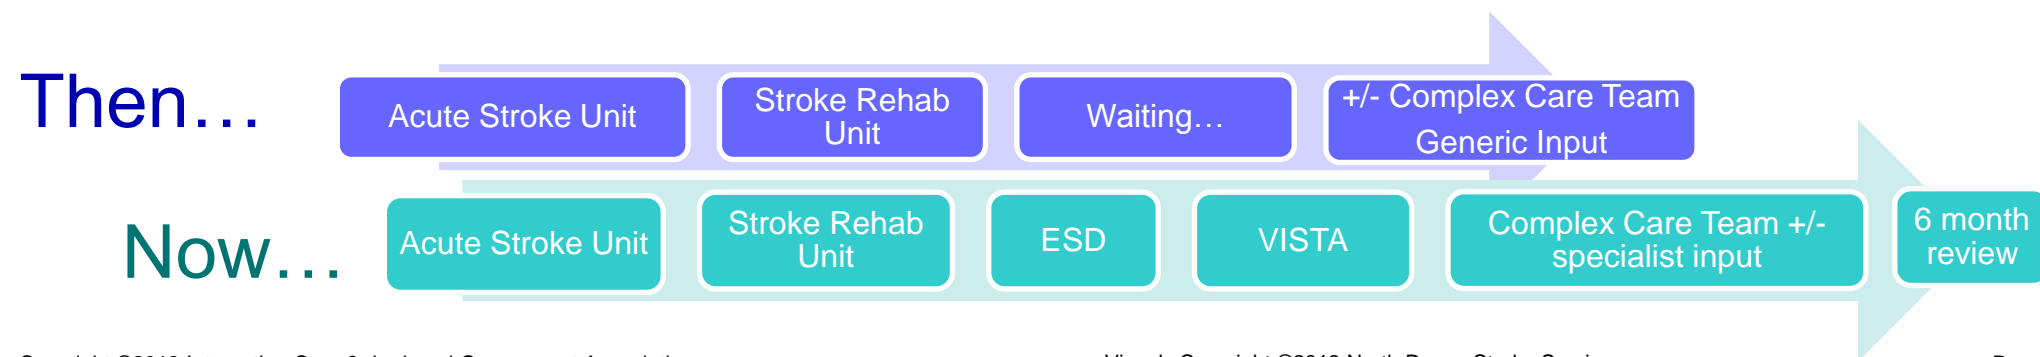 Then…
Acute Stroke Unit
Stroke Rehab
Unit
Waiting…
+/- Complex Care Team
Generic Input
Now…
Acute Stroke Unit
Stroke Rehab
Unit
ESD
VISTA
Complex Care Team +/-
specialist input
6 month
review